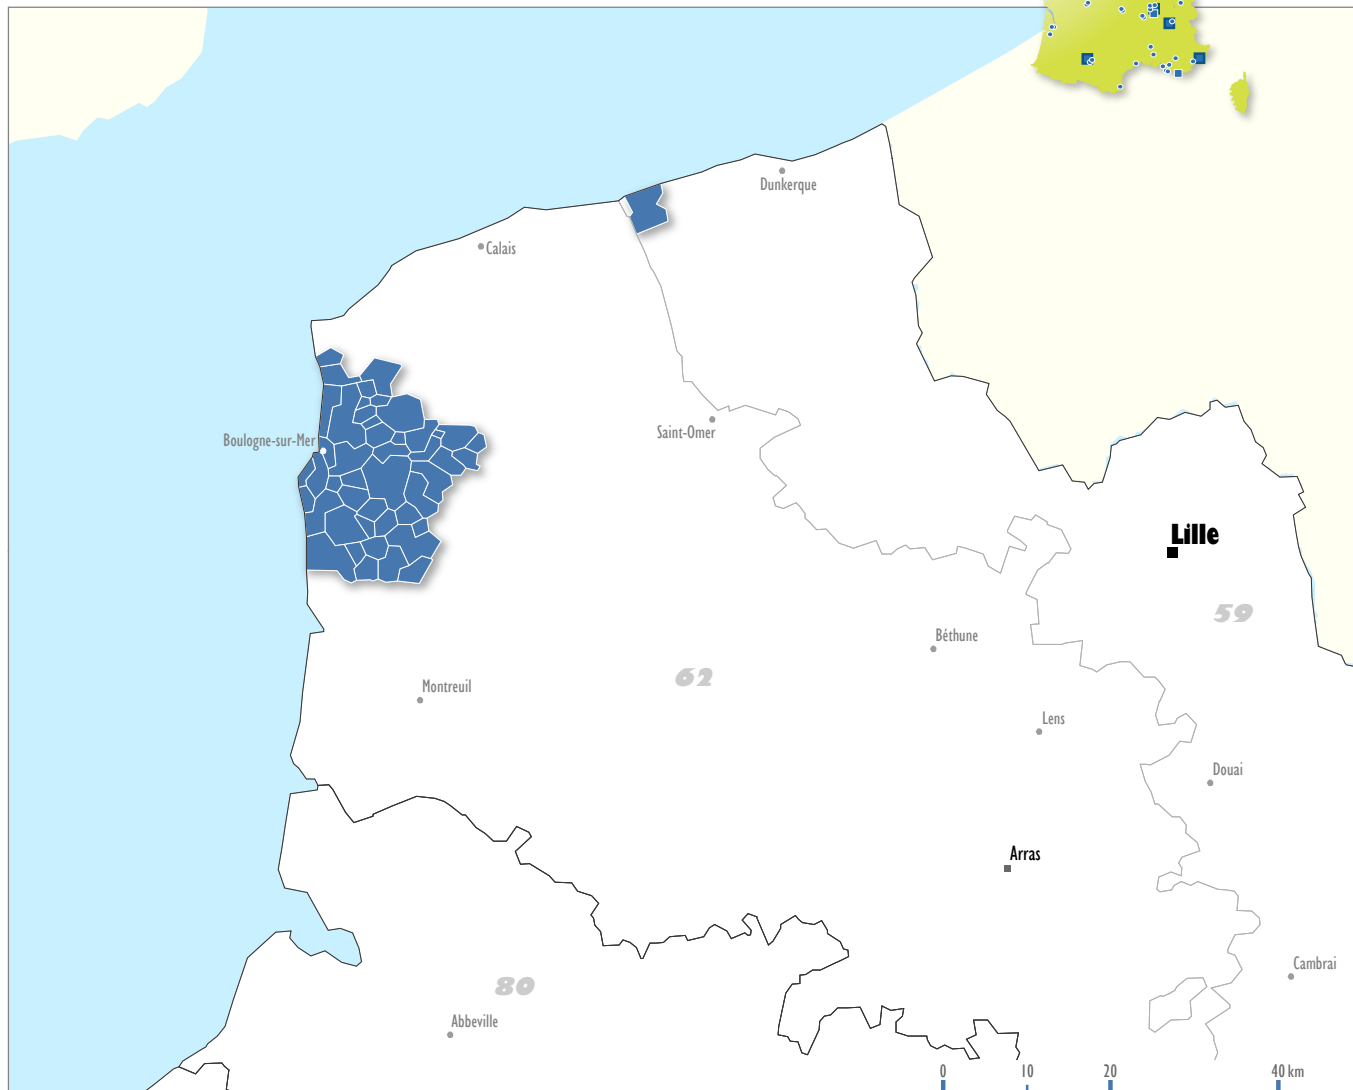 Dunkerque
Calais
Saint-Omer
Boulogne-sur-Mer
Lille
59
Béthune
62
Montreuil
Lens
Douai
Arras
Cambrai
80
Abbeville
0 10 20 40 km